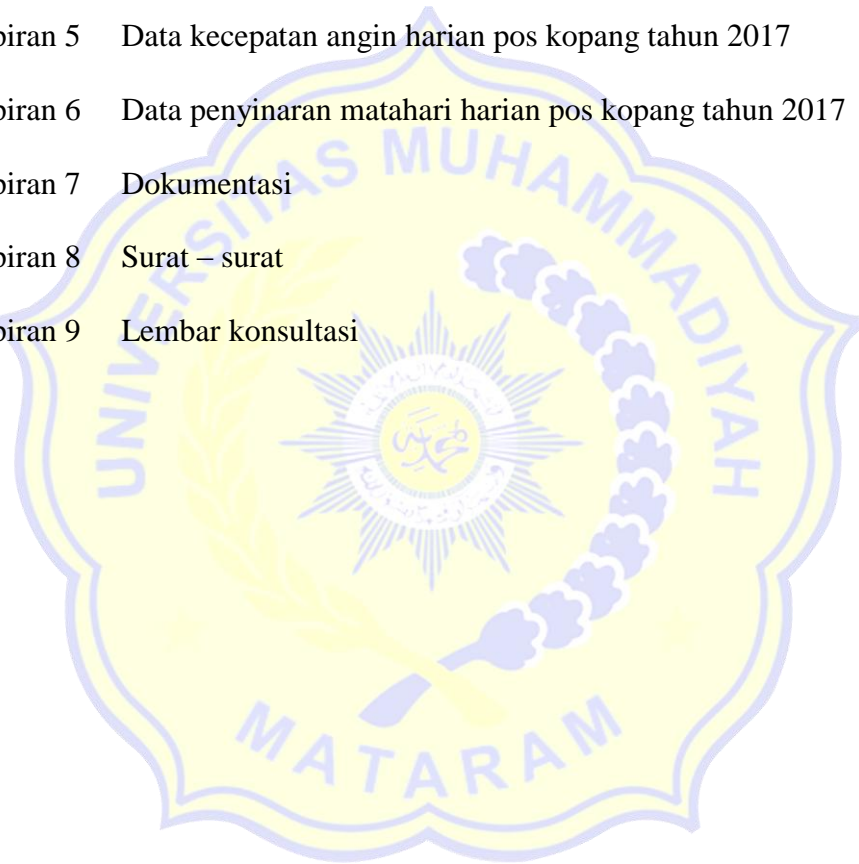 piran 5 Data kecepatan angin harian pos kopang tahun 2017
piran 6 Data penyinaran matahari harian pos kopang tahun 2017
piran 7 Dokumentasi
piran 8 Surat – surat
piran 9 Lembar konsultasi
UNIVERSITAS MUHAMMADIYAH
MATARAM